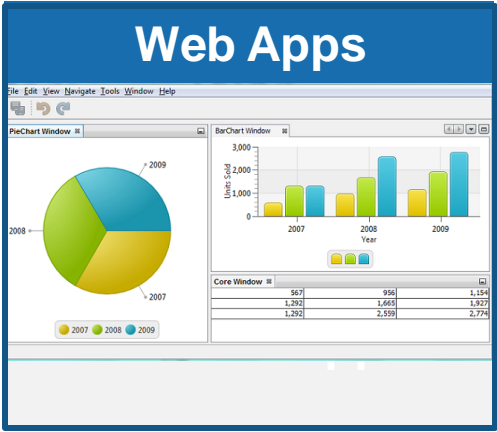 Web Apps
File Edit View Navigate Tools Window Help
PieChart Window
2009
2008
2007
2007 2008 2009
BarChart Window
Units Sold
3,000
2,000
1,000
0
2007 2008 2009
Year
Core Window
567 956 1,154
1,292 1,665 1,927
1,292 2,559 2,774